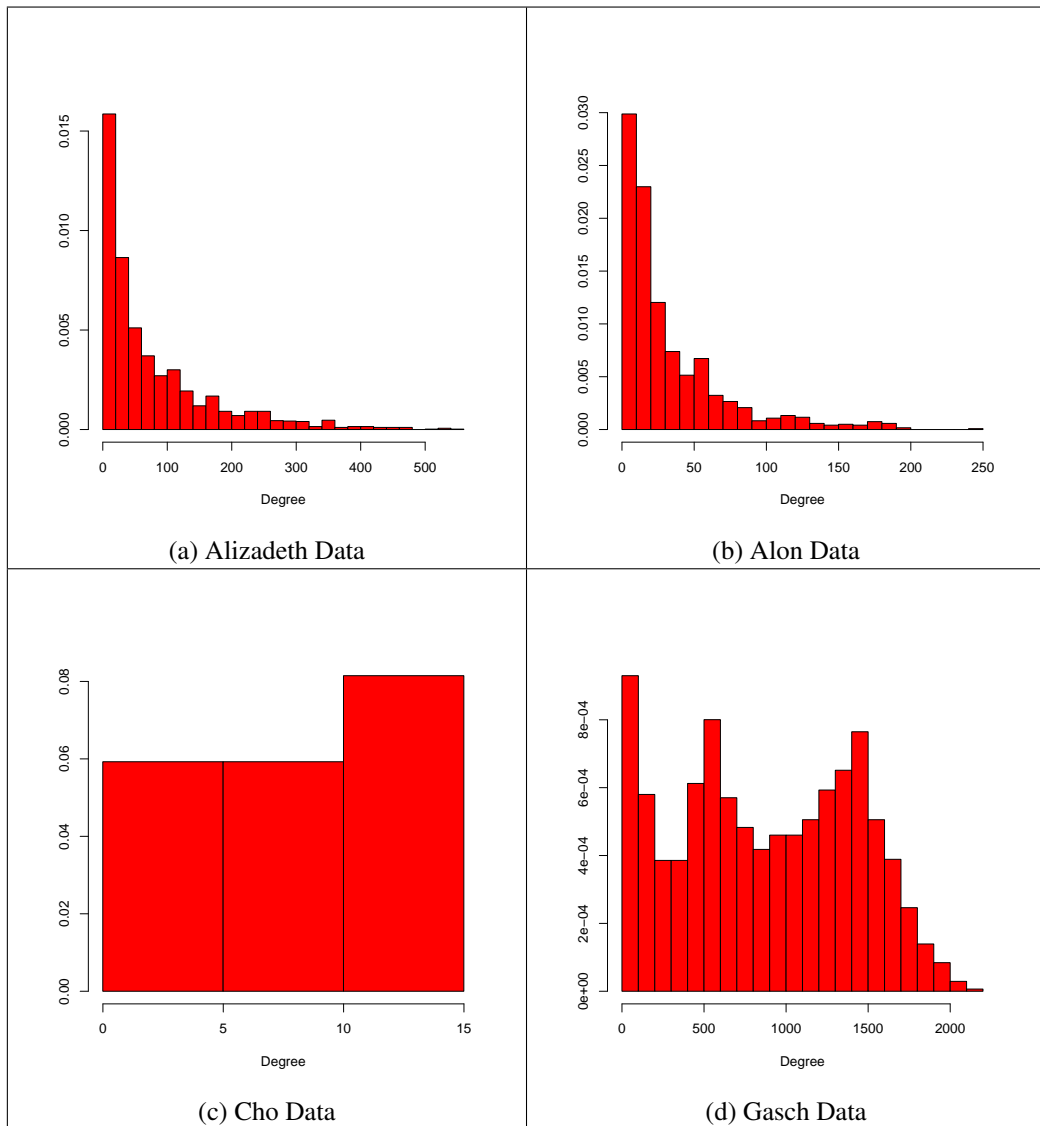 0.000 0.005 0.010 0.015
0 100 200 300 400 500
Degree
(a) Alizadeth Data
0.000 0.005 0.010 0.015 0.020 0.025 0.030
0 50 100 150 200 250
Degree
(b) Alon Data
0.00 0.02 0.04 0.06 0.08
0 5 10 15
Degree
(c) Cho Data
0e+00 2e-04 4e-04 6e-04 8e-04
0 500 1000 1500 2000
Degree
(d) Gasch Data